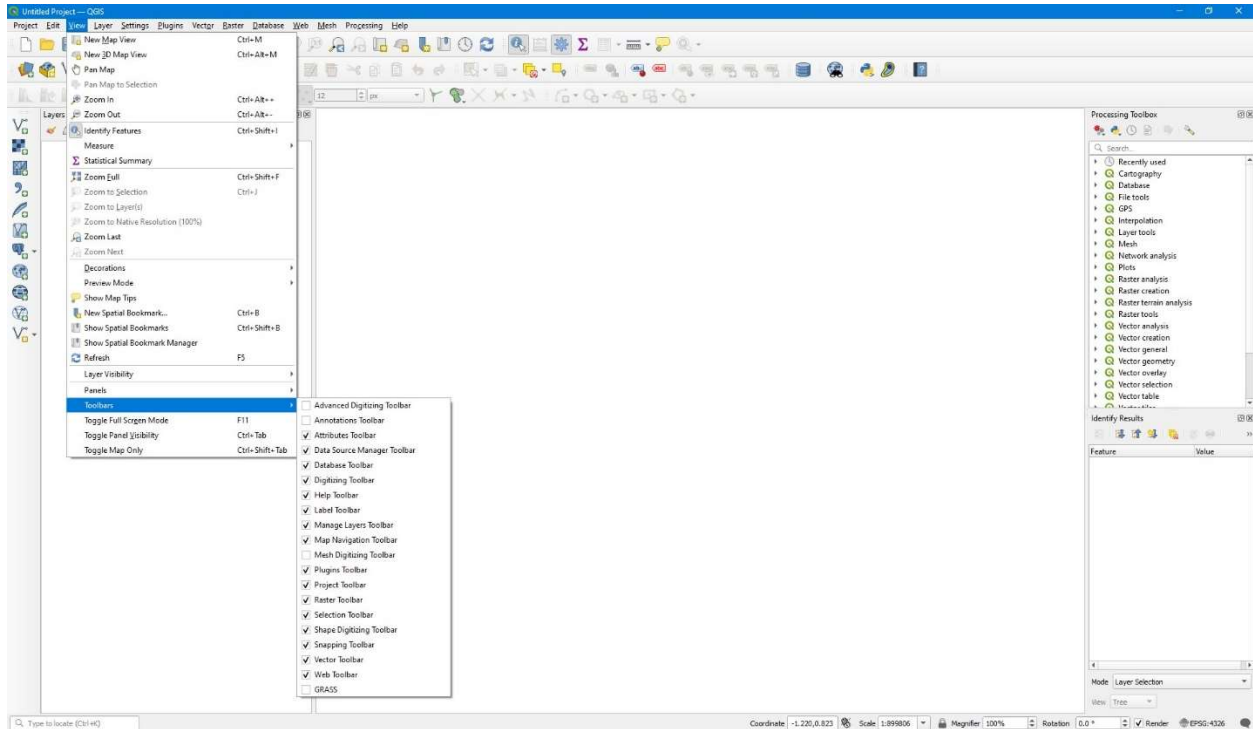 Untitled Project — QGIS
Project Edit View Layer Settings Plugins Vector Raster Database Web Mesh Processing Help
New Map View Ctrl+M
New 3D Map View Ctrl+Alt+M
Pan Map
Pan Map to Selection
Zoom In Ctrl+Alt++
Zoom Out Ctrl+Alt+-
Identify Features Ctrl+Shift+I
Measure
Statistical Summary
Zoom Full Ctrl+Shift+F
Zoom to Selection Ctrl+J
Zoom to Layer(s)
Zoom to Native Resolution (100%)
Zoom Last
Zoom Next
Decorations
Preview Mode
Show Map Tips
New Spatial Bookmark... Ctrl+B
Show Spatial Bookmarks Ctrl+Shift+B
Show Spatial Bookmark Manager
Refresh F5
Layer Visibility
Panels
Toolbars
Toggle Full Screen Mode F11
Toggle Panel Visibility Ctrl+Tab
Toggle Map Only Ctrl+Shift+Tab
Advanced Digitizing Toolbar
Annotations Toolbar
Attributes Toolbar
Data Source Manager Toolbar
Database Toolbar
Digitizing Toolbar
Help Toolbar
Label Toolbar
Manage Layers Toolbar
Map Navigation Toolbar
Mesh Digitizing Toolbar
Plugins Toolbar
Project Toolbar
Raster Toolbar
Selection Toolbar
Shape Digitizing Toolbar
Snapping Toolbar
Vector Toolbar
Web Toolbar
GRASS
12 px
Layers
Processing Toolbox
Search...
Recently used
Cartography
Database
File tools
GPS
Interpolation
Layer tools
Mesh
Network analysis
Plots
Raster analysis
Raster creation
Raster terrain analysis
Raster tools
Vector analysis
Vector creation
Vector general
Vector geometry
Vector overlay
Vector selection
Vector table
Identify Results
Feature Value
Mode Layer Selection
View Tree
Type to locate (Ctrl+K) Coordinate -1.220,0.823 Scale 1:899806 Magnifier 100% Rotation 0.0 ° Render EPSG:4326